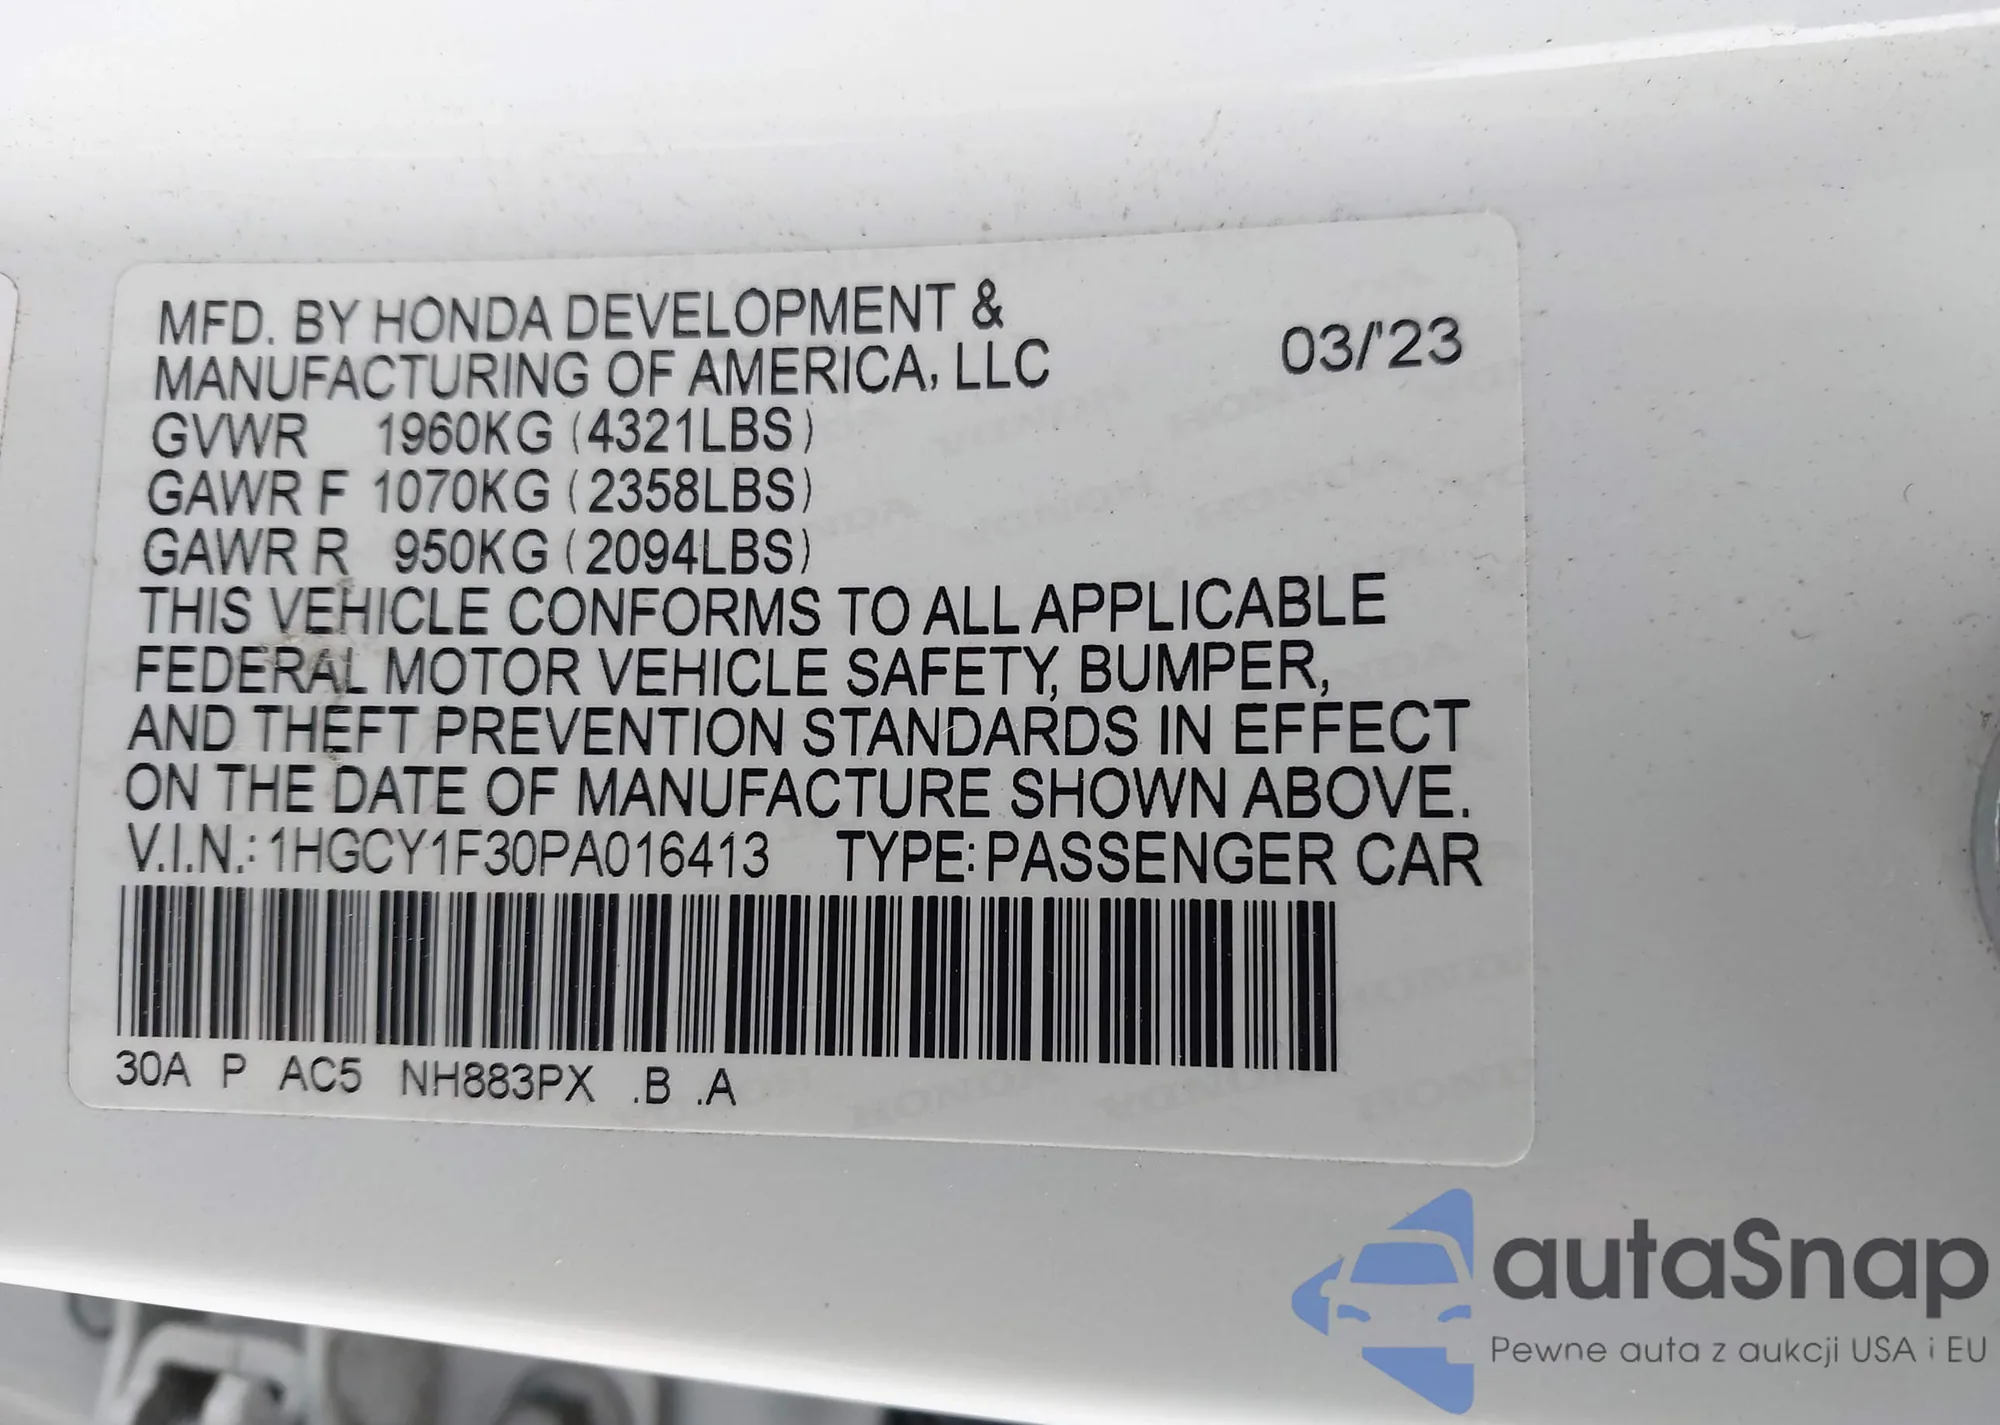 MFD. BY HONDA DEVELOPMENT &
MANUFACTURING OF AMERICA, LLC
03/'23
GVWR 1960KG (4321LBS)
GAWR F 1070KG (2358LBS)
GAWR R 950KG (2094LBS)
THIS VEHICLE CONFORMS TO ALL APPLICABLE
FEDERAL MOTOR VEHICLE SAFETY, BUMPER,
AND THEFT PREVENTION STANDARDS IN EFFECT
ON THE DATE OF MANUFACTURE SHOWN ABOVE.
V.I.N.: 1HGCY1F30PA016413 TYPE: PASSENGER CAR
30A P AC5 NH883PX .B .A
autaSnap
Pewne auta z aukcji USA i EU